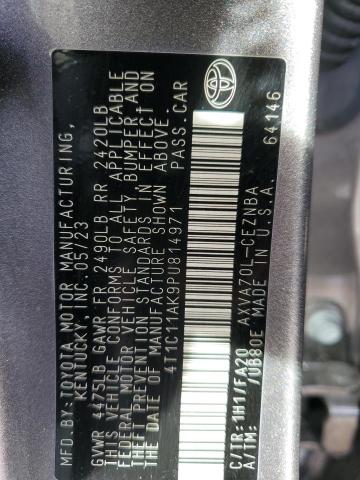 MFD.BY:TOYOTA MOTOR MANUFACTURING,
KENTUCKY, INC. 05/23
GVWR 4475LB GAWR FR 2490LB RR 2420LB
THIS VEHICLE CONFORMS TO ALL APPLICABLE
FEDERAL MOTOR VEHICLE SAFETY, BUMPER, AND
THEFT PREVENTION STANDARDS IN EFFECT ON
THE DATE OF MANUFACTURE SHOWN ABOVE.
4T1C11AK9PU814971 PASS.CAR
C/TR: 1H1/FA20 AXVA70L-CEZNBA
A/TM: /UB80E MADE IN U.S.A.
64146